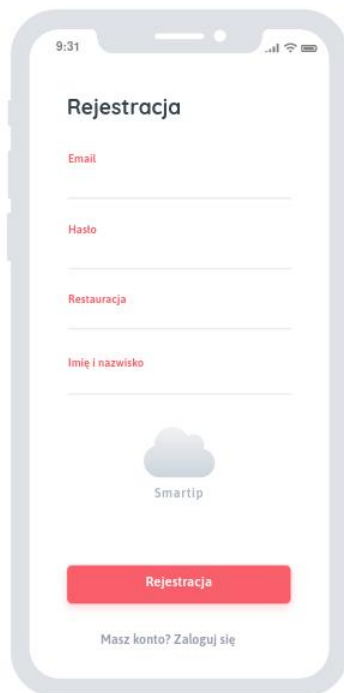 9:31
Rejestracja
Email
Hasło
Restauracja
Imię i nazwisko
Smartip
Rejestracja
Masz konto? Zaloguj się